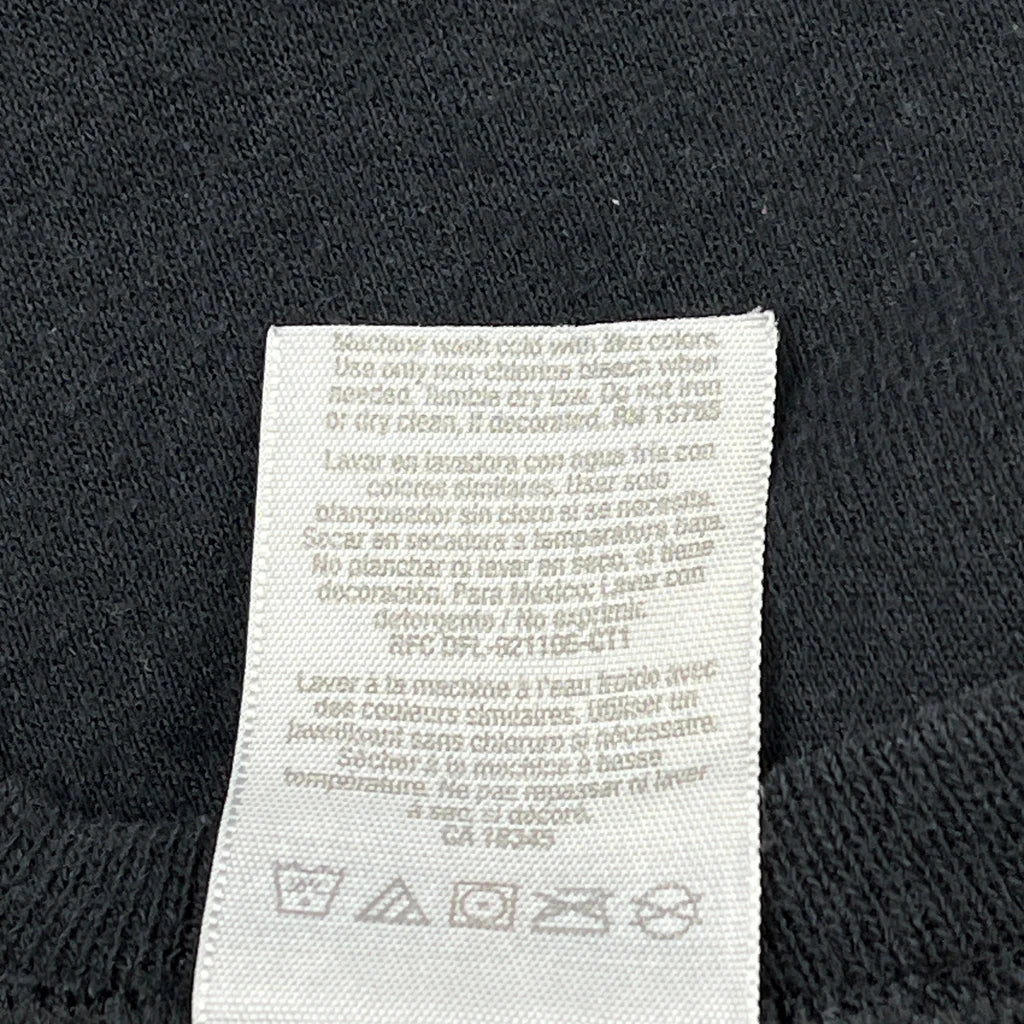 Machine wash cold with like colors.
Use only non-chlorine bleach when
needed. Tumble dry low. Do not iron
or dry clean, if decorated. RN 13765
Lavar en lavadora con agua fria con
colores similares. Usar solo
blanqueador sin cloro si se necesita.
Secar en secadora a temperatura baja.
No planchar ni lavar en seco, si tiene
decoración. Para México: Lavar con
detergente / No exprimir.
RFC DFL-921106-CT1
Laver à la machine à l'eau froide avec
des couleurs similaires. Utiliser un
javellisant sans chlorure si nécessaire.
Sécher à la machine à basse
température. Ne pas repasser ni laver
à sec, si décoré.
CA 16345